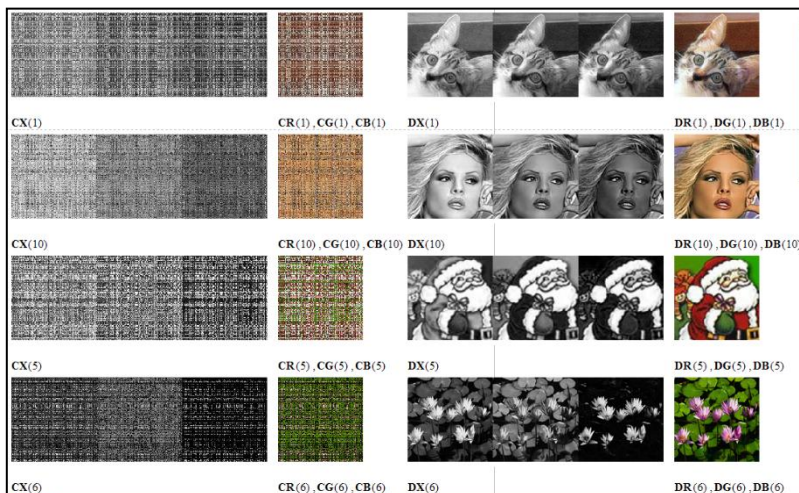 CX(1) CR(1) ,CG(1) ,CB(1) DX(1) DR(1) ,DG(1) ,DB(1)
CX(10) CR(10) ,CG(10) ,CB(10) DX(10) DR(10) ,DG(10) ,DB(10)
CX(5) CR(5) ,CG(5) ,CB(5) DX(5) DR(5) ,DG(5) ,DB(5)
CX(6) CR(6) ,CG(6) ,CB(6) DX(6) DR(6) ,DG(6) ,DB(6)